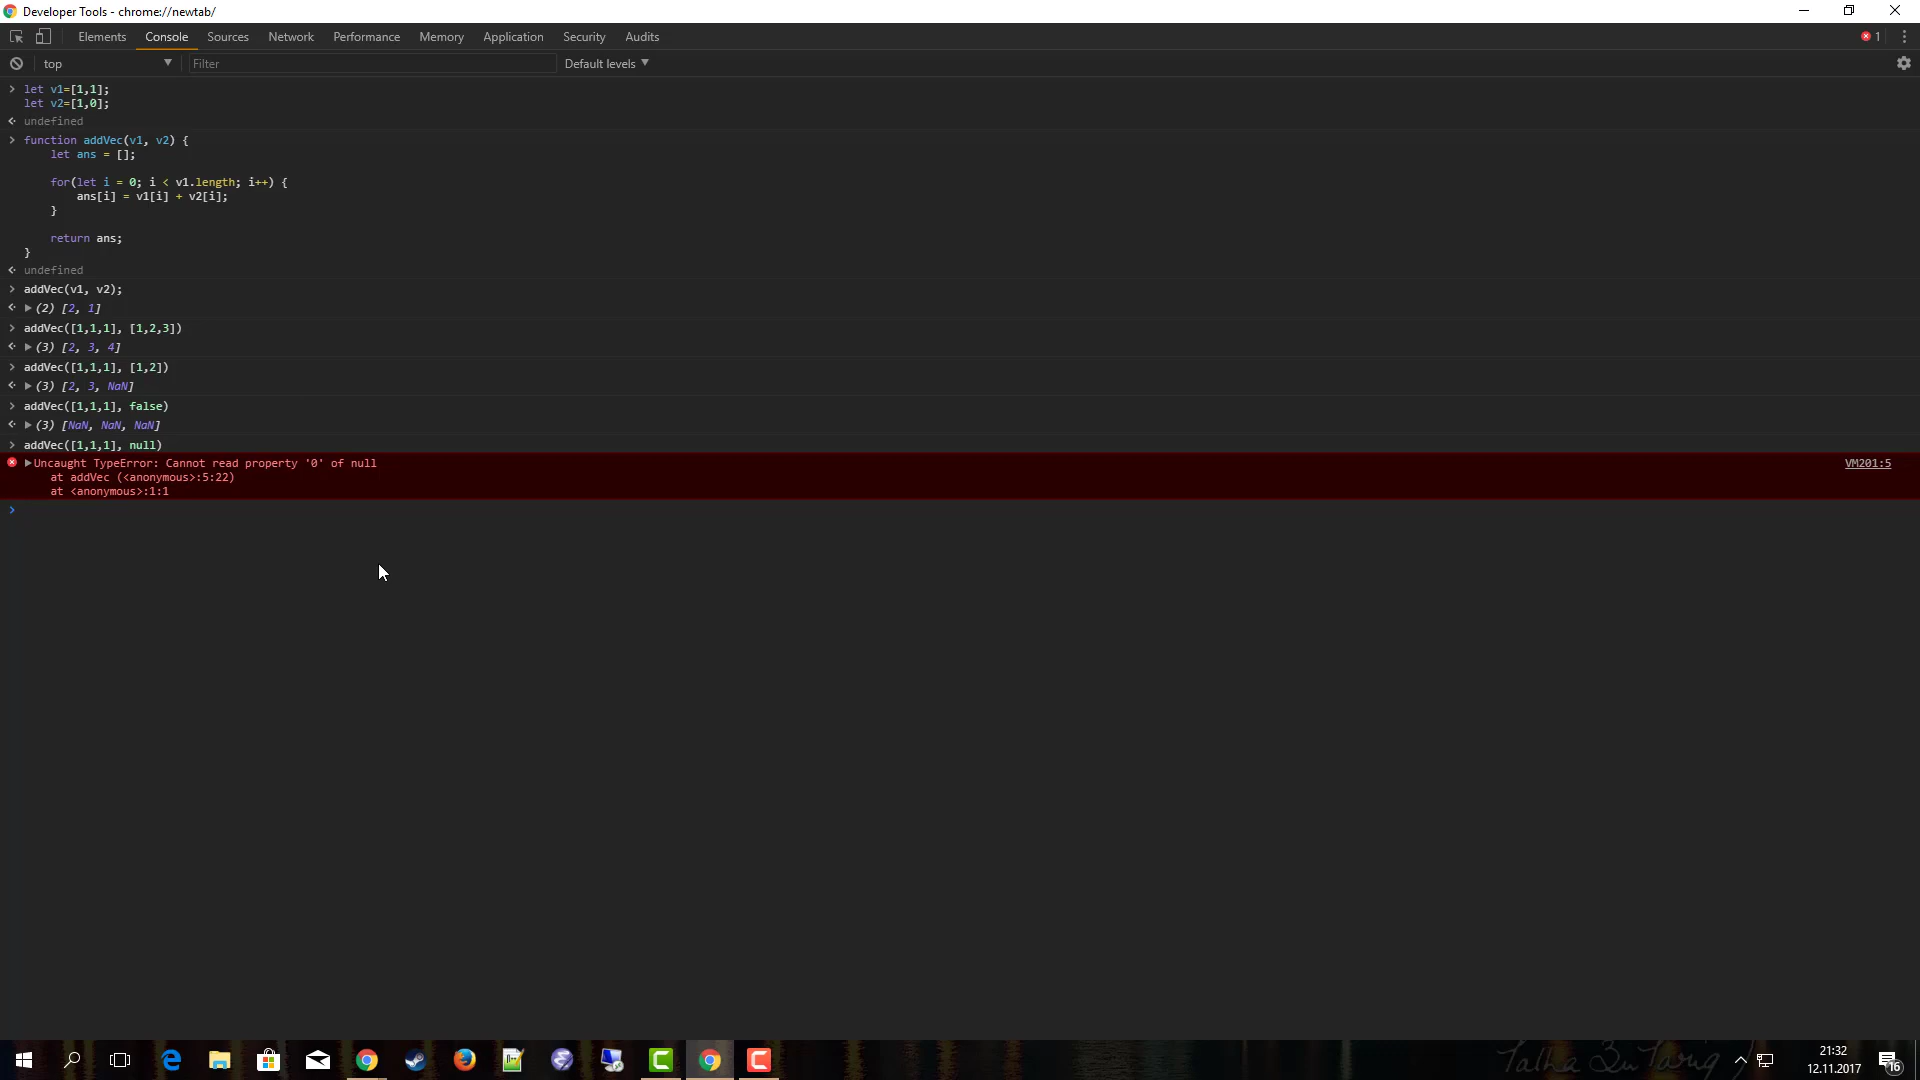 Developer Tools - chrome://newtab/
Elements Console Sources Network Performance Memory Application Security Audits 1
top Filter Default levels
let v1=[1,1];
let v2=[1,0];
undefined
function addVec(v1, v2) {
let ans = [];
for(let i = 0; i < v1.length; i++) {
ans[i] = v1[i] + v2[i];
}
return ans;
}
undefined
addVec(v1, v2);
(2) [2, 1]
addVec([1,1,1], [1,2,3])
(3) [2, 3, 4]
addVec([1,1,1], [1,2])
(3) [2, 3, NaN]
addVec([1,1,1], false)
(3) [NaN, NaN, NaN]
addVec([1,1,1], null)
Uncaught TypeError: Cannot read property '0' of null VM201:5
at addVec (<anonymous>:5:22)
at <anonymous>:1:1
21:32
12.11.2017
16